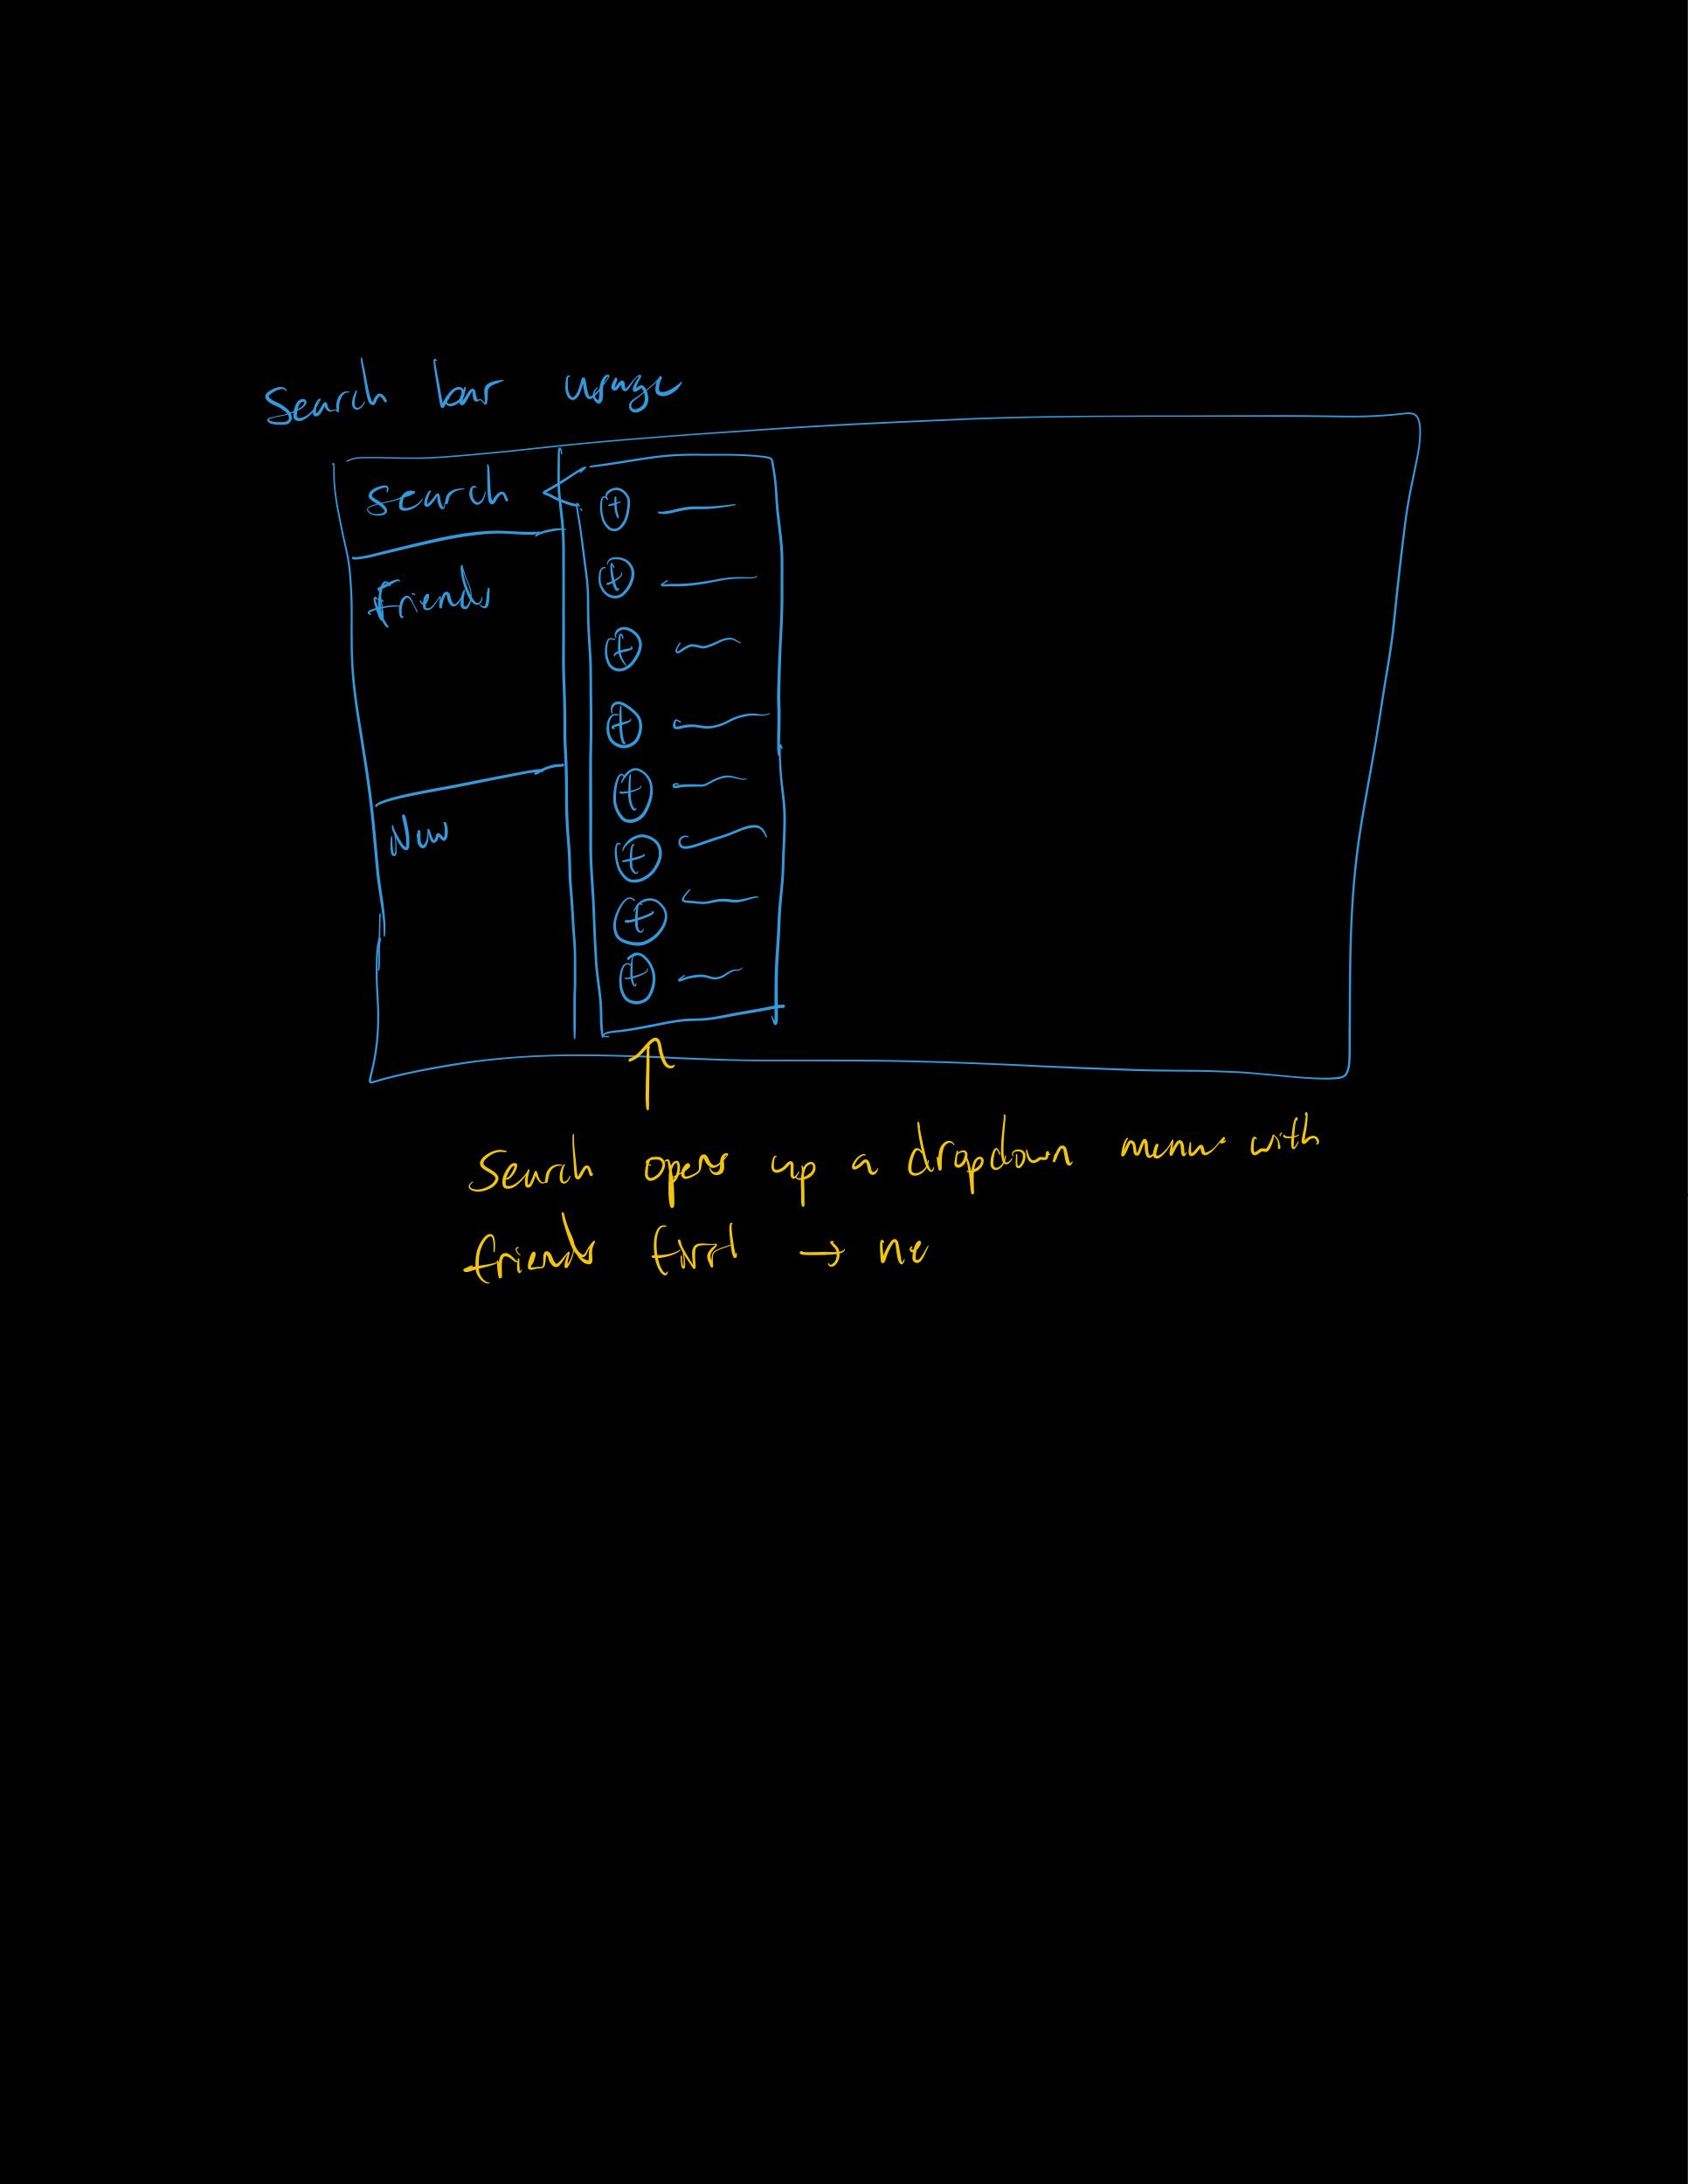 Search bar usage
Search
Friends
New
+
+
+
+
+
+
+
+
Search opens up a dropdown menu with
friends first → ne